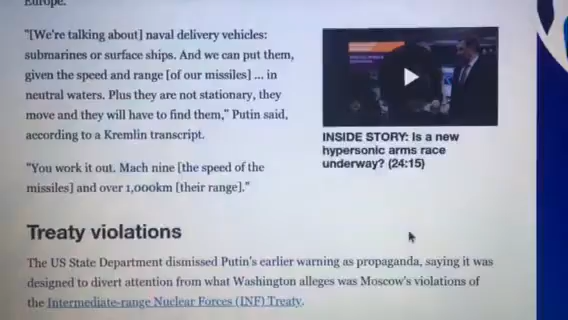 Europe.
"[We're talking about] naval delivery vehicles:
submarines or surface ships. And we can put them,
given the speed and range [of our missiles] ... in
neutral waters. Plus they are not stationary, they
move and they will have to find them," Putin said,
according to a Kremlin transcript.
"You work it out. Mach nine [the speed of the
missiles] and over 1,000km [their range]."
INSIDE STORY: Is a new
hypersonic arms race
underway? (24:15)
Treaty violations
The US State Department dismissed Putin's earlier warning as propaganda, saying it was
designed to divert attention from what Washington alleges was Moscow's violations of
the Intermediate-range Nuclear Forces (INF) Treaty.